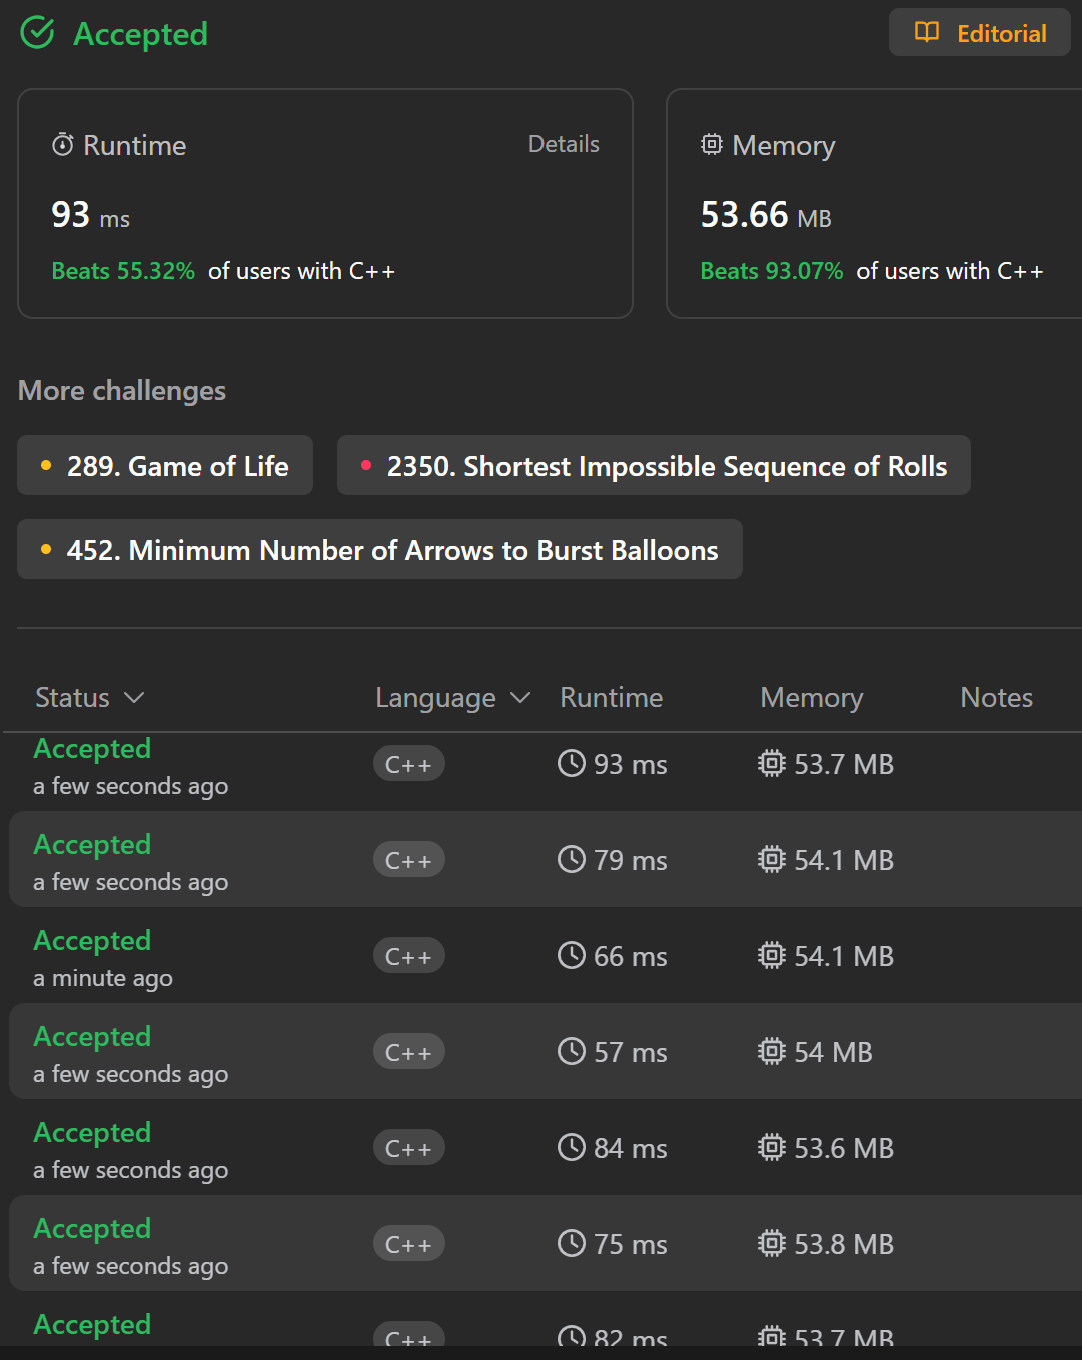 Accepted
Editorial
Runtime
Details
93 ms
Beats 55.32% of users with C++
Memory
53.66 MB
Beats 93.07% of users with C++
More challenges
289. Game of Life
2350. Shortest Impossible Sequence of Rolls
452. Minimum Number of Arrows to Burst Balloons
Status Language Runtime Memory Notes
Accepted
a few seconds ago
C++ 93 ms 53.7 MB
Accepted
a few seconds ago
C++ 79 ms 54.1 MB
Accepted
a minute ago
C++ 66 ms 54.1 MB
Accepted
a few seconds ago
C++ 57 ms 54 MB
Accepted
a few seconds ago
C++ 84 ms 53.6 MB
Accepted
a few seconds ago
C++ 75 ms 53.8 MB
Accepted
C++ 82 ms 53.7 MB